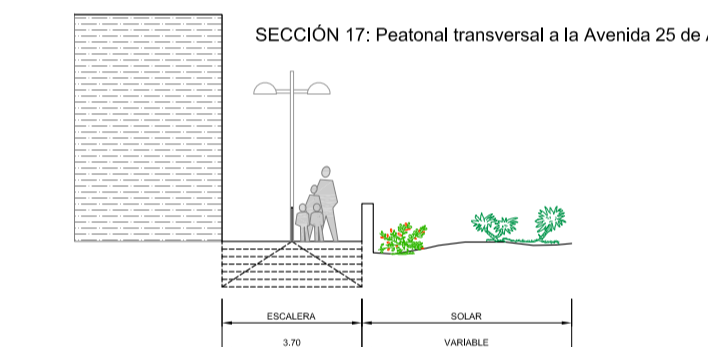 SECCIÓN 17: Peatonal transversal a la Avenida 25 de
ESCALERA SOLAR
3.70 VARIABLE